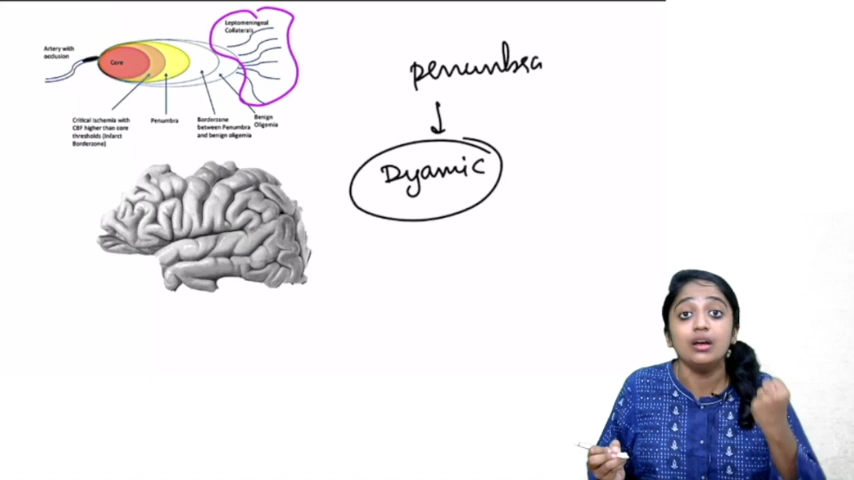 Leptomeningeal
Collaterals
Artery with
occlusion
Core
Critical Ischemia with
CBF higher than core
thresholds (Infarct
Borderzone)
Penumbra
Borderzone
between Penumbra
and benign oligemia
Benign
Oligemia
penumbra
Dyamic